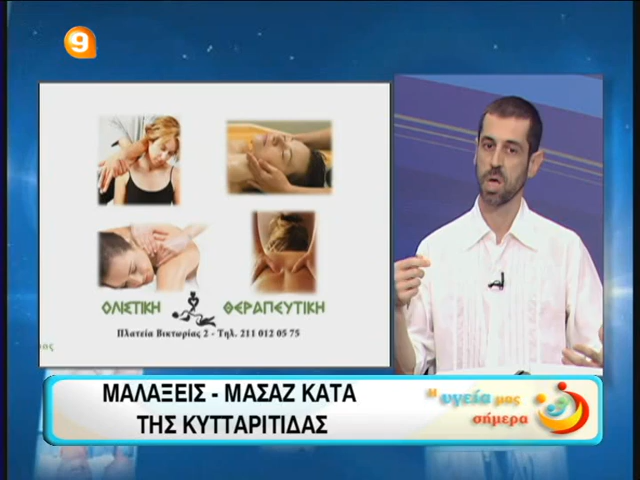 9
ΟΛΙΣΤΙΚΗ ΘΕΡΑΠΕΥΤΙΚΗ
Πλατεία Βικτωρίας 2 - Τηλ. 211 012 05 75
ΜΑΛΑΞΕΙΣ - ΜΑΣΑΖ ΚΑΤΑ
ΤΗΣ ΚΥΤΤΑΡΙΤΙΔΑΣ
Η υγεία μας
σήμερα